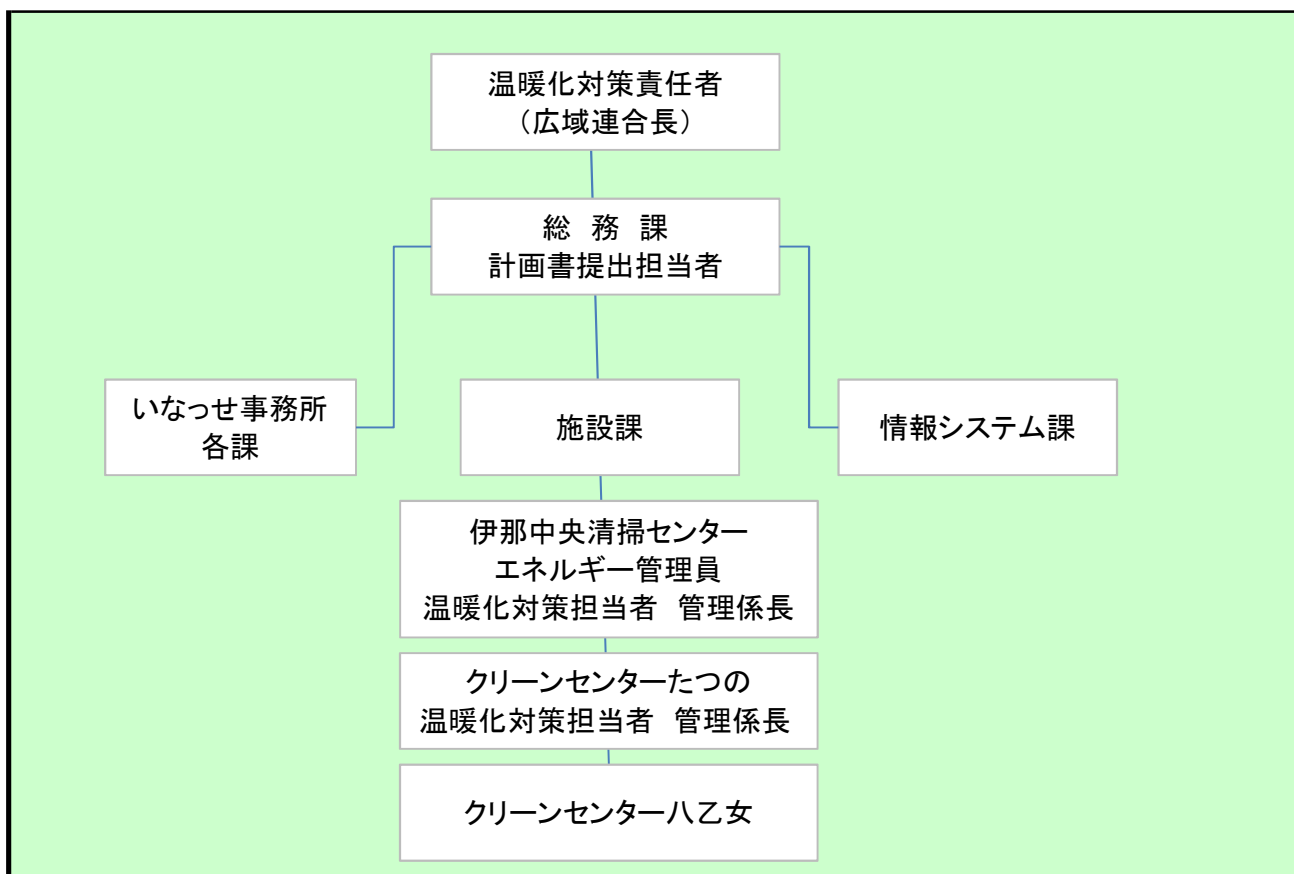 温暖化対策責任者
（広域連合長）
総 務 課
計画書提出担当者
いなっせ事務所
各課
施設課
情報システム課
伊那中央清掃センター
エネルギー管理員
温暖化対策担当者 管理係長
クリーンセンターたつの
温暖化対策担当者 管理係長
クリーンセンター八乙女